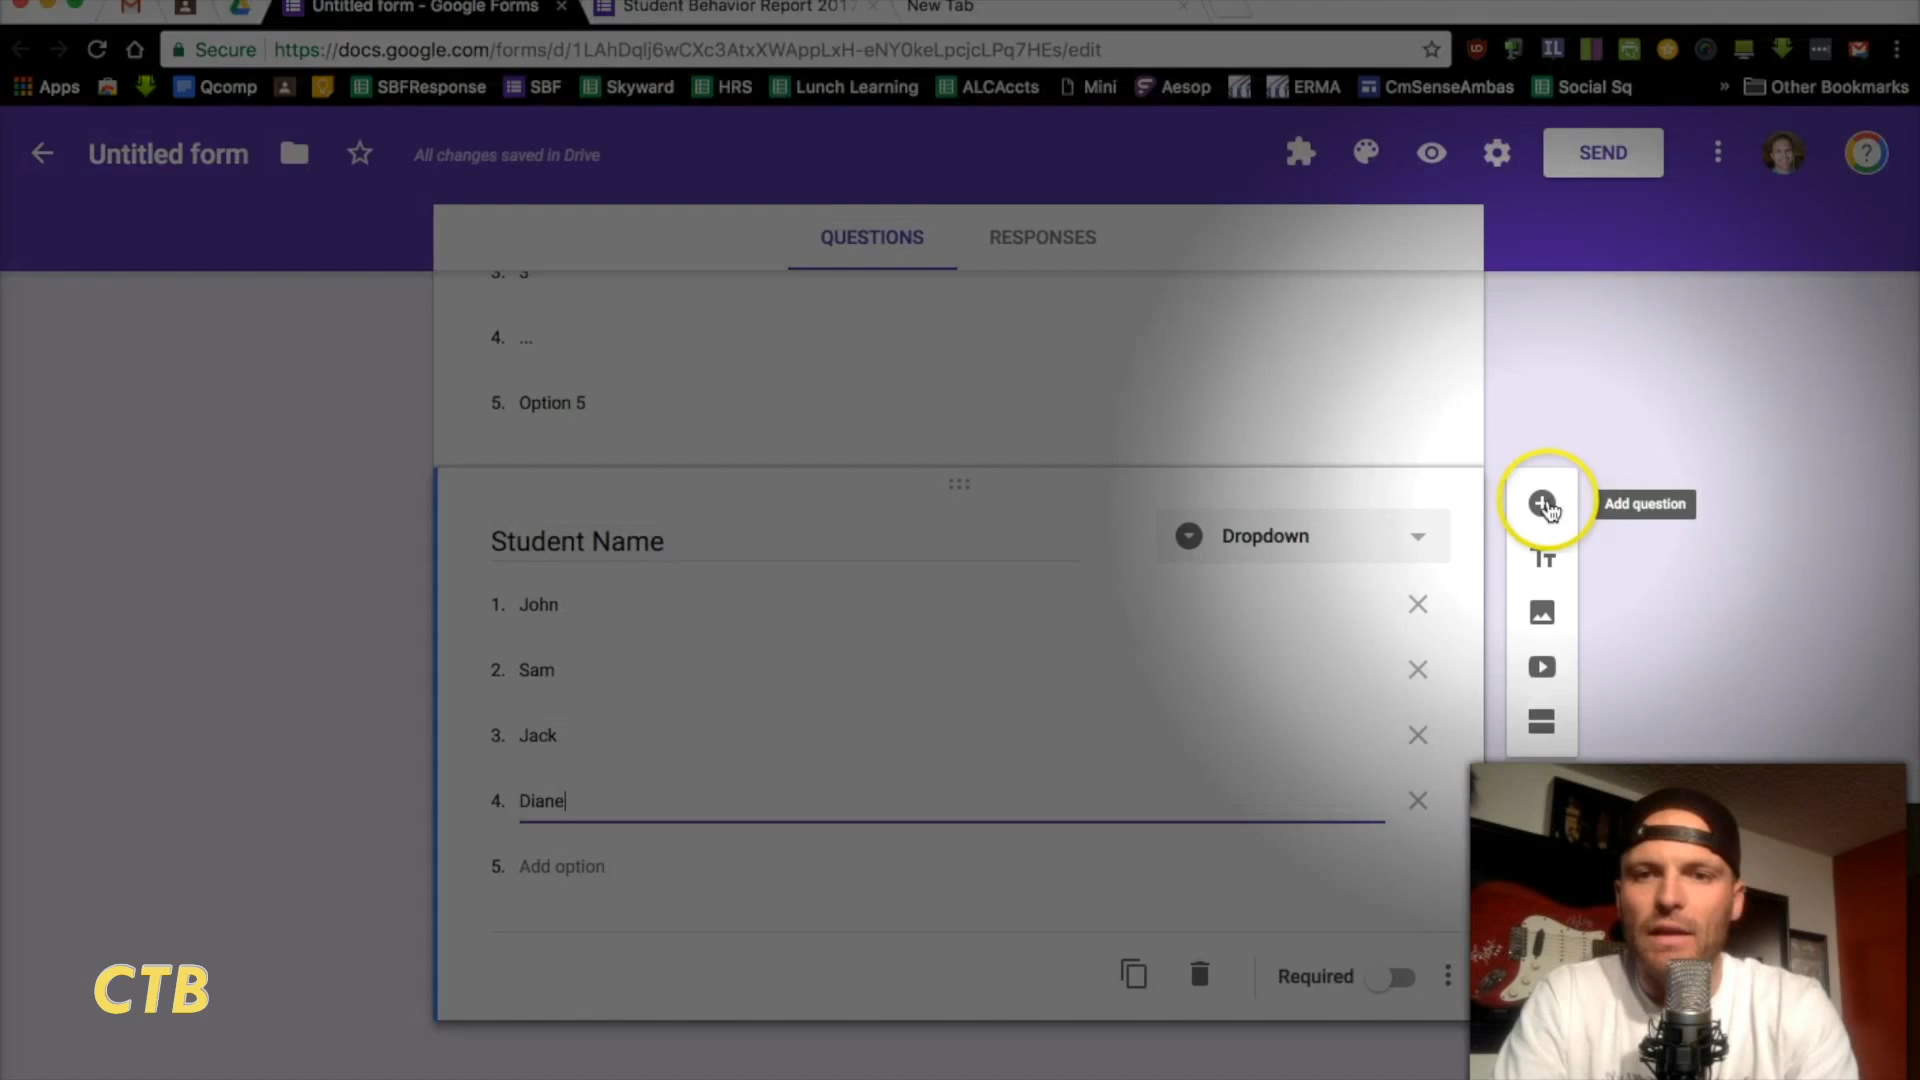 Untitled form - Google Forms
Student Behavior Report 2017
New Tab
Secure
https://docs.google.com/forms/d/1LAhDqlj6wCXc3AtxXWAppLxH-eNY0keLpcjcLPq7HEs/edit
Apps
Qcomp
SBFResponse
SBF
Skyward
HRS
Lunch Learning
ALCAccts
Mini
Aesop
ERMA
CmSenseAmbas
Social Sq
»
Other Bookmarks
Untitled form
All changes saved in Drive
SEND
QUESTIONS
RESPONSES
3. 3
4. ...
5. Option 5
Student Name
Dropdown
Add question
1. John
2. Sam
3. Jack
4. Diane
5. Add option
Required
CTB